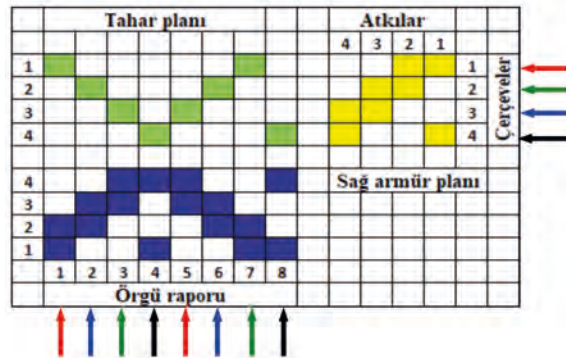 Tahar planı Atkılar
4 3 2 1
1 1
2 2
3 3
4 4
Çerçeveler
4 Sağ armür planı
3
2
1
1 2 3 4 5 6 7 8
Örgü raporu